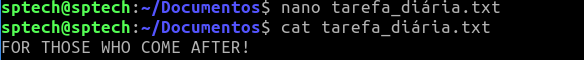 sptech@sptech:~/Documentos$ nano tarefa_diária.txt
sptech@sptech:~/Documentos$ cat tarefa_diária.txt
FOR THOSE WHO COME AFTER!